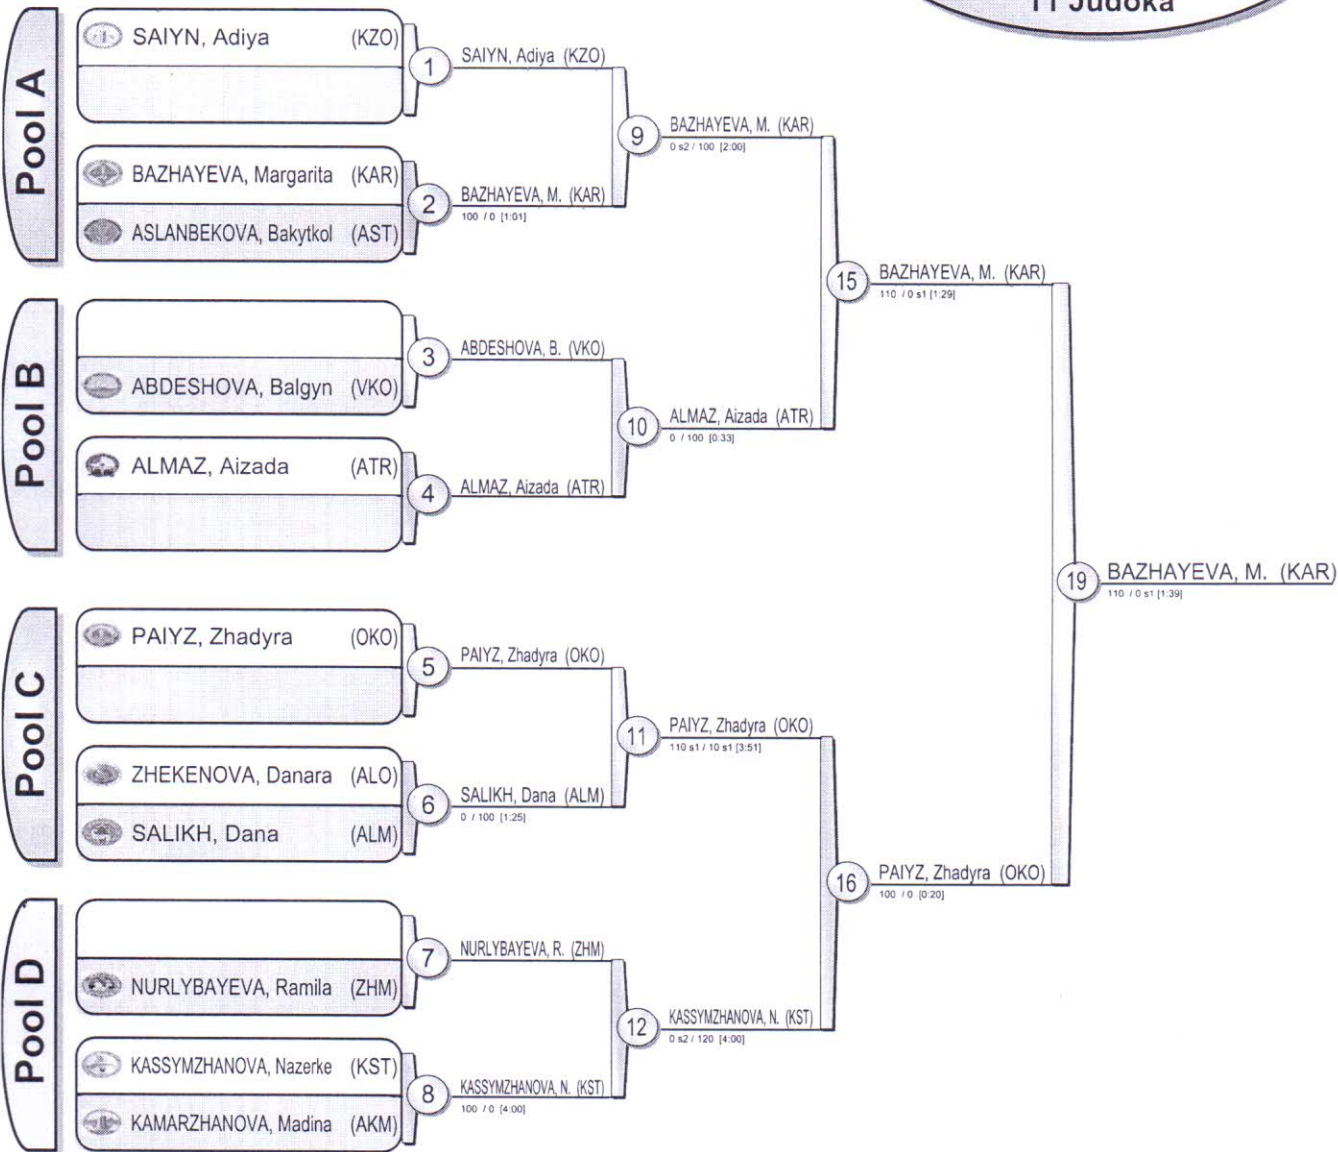 11 Judoka
Pool A
SAIYN, Adiya (KZO)
1
SAIYN, Adiya (KZO)
BAZHAYEVA, Margarita (KAR)
ASLANBEKOVA, Bakytkol (AST)
2
BAZHAYEVA, M. (KAR)
100 / 0 [1:01]
9
BAZHAYEVA, M. (KAR)
0 s2 / 100 [2:00]
Pool B
3
ABDESHOVA, B. (VKO)
ABDESHOVA, Balgyn (VKO)
ALMAZ, Aizada (ATR)
4
ALMAZ, Aizada (ATR)
10
ALMAZ, Aizada (ATR)
0 / 100 [0:33]
15
BAZHAYEVA, M. (KAR)
110 / 0 s1 [1:29]
Pool C
PAIYZ, Zhadyra (OKO)
5
PAIYZ, Zhadyra (OKO)
ZHEKENOVA, Danara (ALO)
SALIKH, Dana (ALM)
6
SALIKH, Dana (ALM)
0 / 100 [1:25]
11
PAIYZ, Zhadyra (OKO)
110 s1 / 10 s1 [3:51]
Pool D
7
NURLYBAYEVA, R. (ZHM)
NURLYBAYEVA, Ramila (ZHM)
KASSYMZHANOVA, Nazerke (KST)
KAMARZHANOVA, Madina (AKM)
8
KASSYMZHANOVA, N. (KST)
100 / 0 [4:00]
12
KASSYMZHANOVA, N. (KST)
0 s2 / 120 [4:00]
16
PAIYZ, Zhadyra (OKO)
100 / 0 [0:20]
19
BAZHAYEVA, M. (KAR)
110 / 0 s1 [1:39]